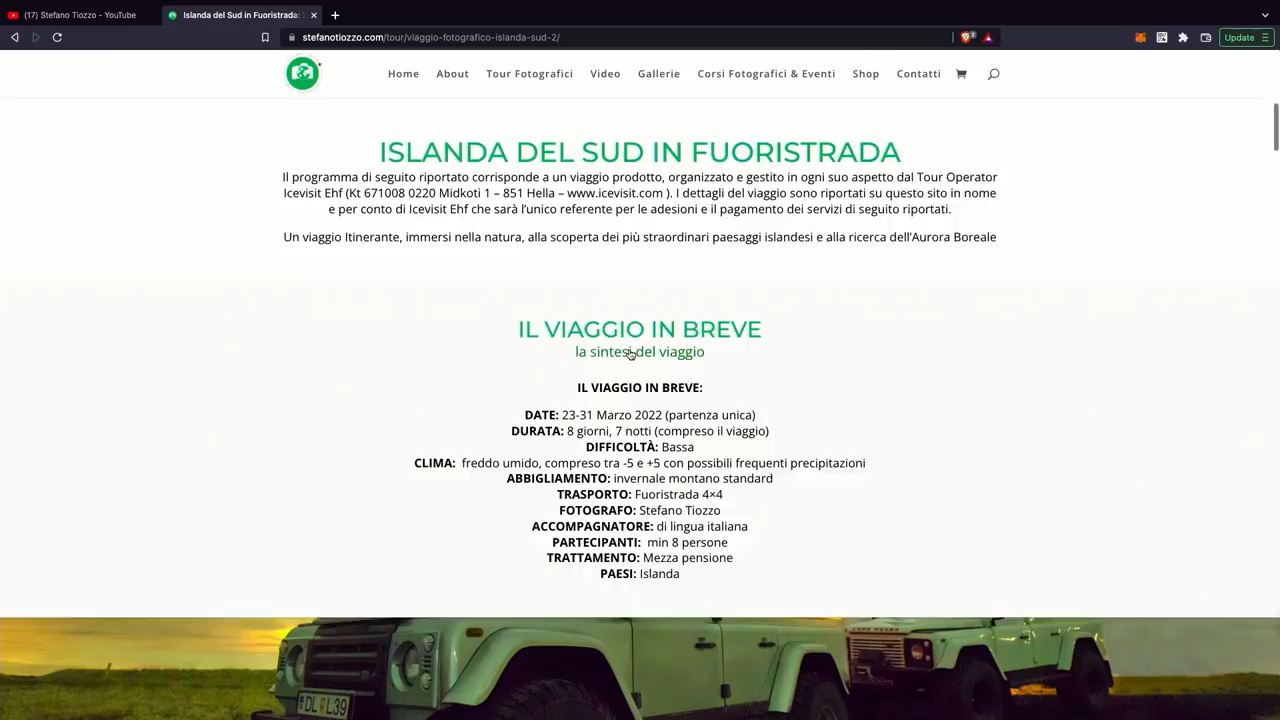 (17) Stefano Tiozzo - YouTube
Islanda del Sud in Fuoristrada:
stefanotiozzo.com/tour/viaggio-fotografico-islanda-sud-2/
2
Update
Home About Tour Fotografici Video Gallerie Corsi Fotografici & Eventi Shop Contatti
ISLANDA DEL SUD IN FUORISTRADA
Il programma di seguito riportato corrisponde a un viaggio prodotto, organizzato e gestito in ogni suo aspetto dal Tour Operator
Icevisit Ehf (Kt 671008 0220 Midkoti 1 – 851 Hella – www.icevisit.com ). I dettagli del viaggio sono riportati su questo sito in nome
e per conto di Icevisit Ehf che sarà l'unico referente per le adesioni e il pagamento dei servizi di seguito riportati.
Un viaggio Itinerante, immersi nella natura, alla scoperta dei più straordinari paesaggi islandesi e alla ricerca dell'Aurora Boreale
IL VIAGGIO IN BREVE
la sintesi del viaggio
IL VIAGGIO IN BREVE:
DATE: 23-31 Marzo 2022 (partenza unica)
DURATA: 8 giorni, 7 notti (compreso il viaggio)
DIFFICOLTÀ: Bassa
CLIMA: freddo umido, compreso tra -5 e +5 con possibili frequenti precipitazioni
ABBIGLIAMENTO: invernale montano standard
TRASPORTO: Fuoristrada 4×4
FOTOGRAFO: Stefano Tiozzo
ACCOMPAGNATORE: di lingua italiana
PARTECIPANTI: min 8 persone
TRATTAMENTO: Mezza pensione
PAESI: Islanda
DL L39